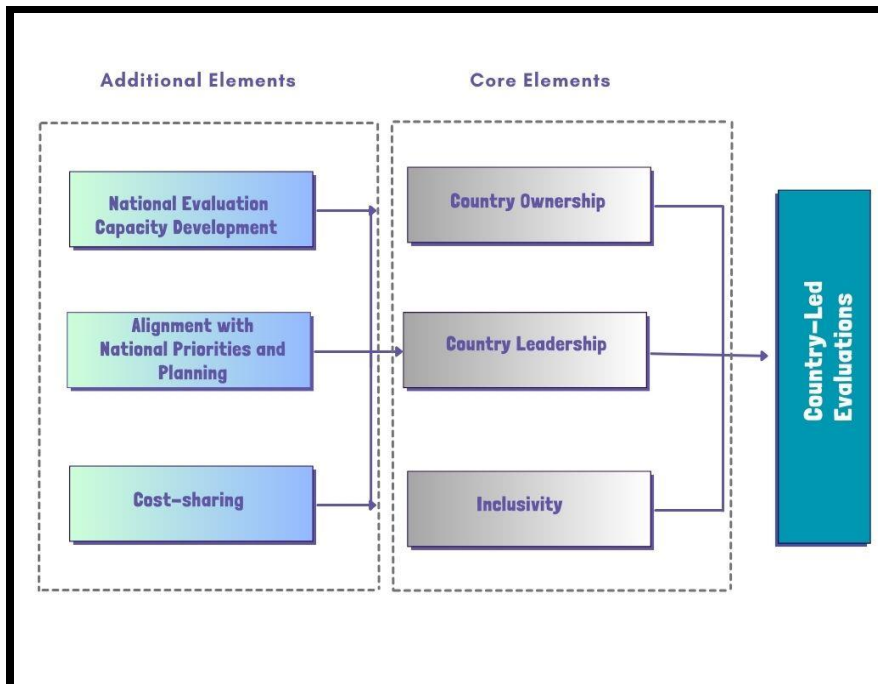 Additional Elements
Core Elements
National Evaluation
Capacity Development
Alignment with
National Priorities and
Planning
Cost-sharing
Country Ownership
Country Leadership
Inclusivity
Country-Led
Evaluations